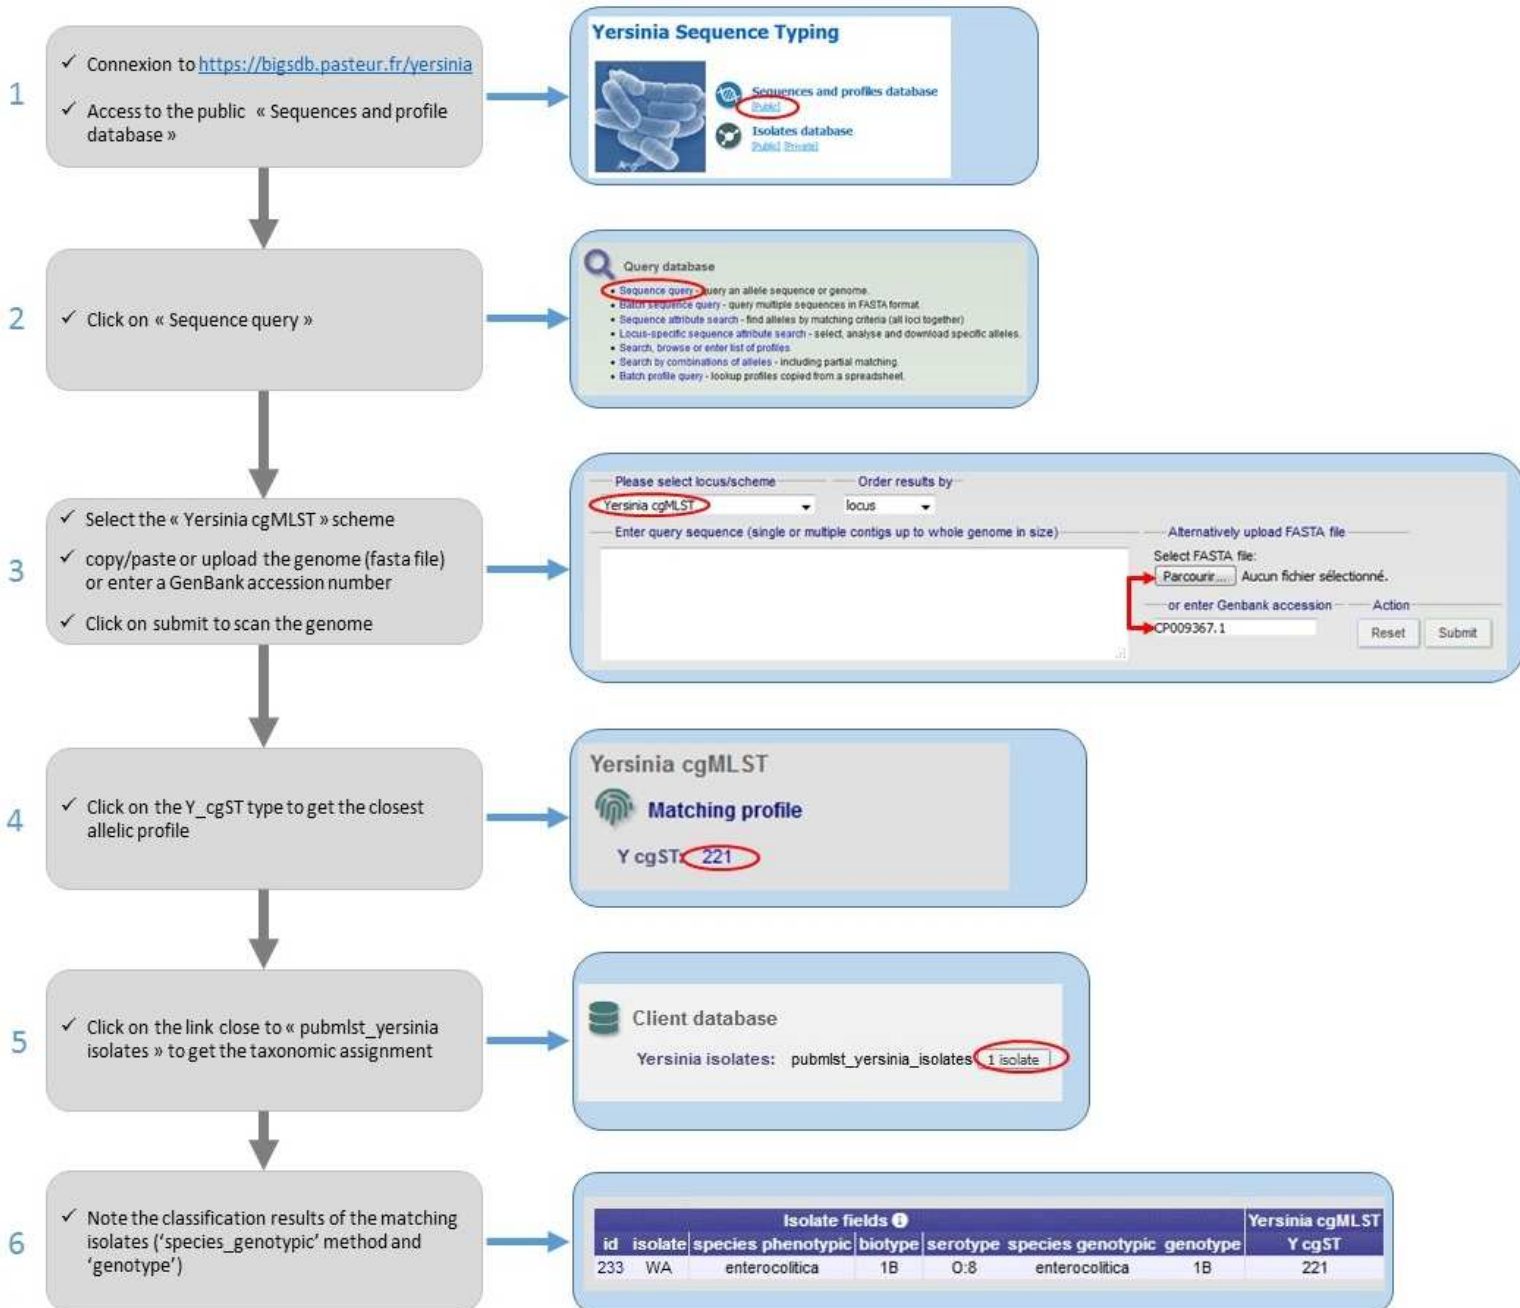 1
✓ Connexion to https://bigsdb.pasteur.fr/yersinia
✓ Access to the public « Sequences and profile
database »
Yersinia Sequence Typing
Sequences and profiles database
[Public]
Isolates database
[Public] [Private]
2
✓ Click on « Sequence query »
Query database
• Sequence query - query an allele sequence or genome.
• Batch sequence query - query multiple sequences in FASTA format.
• Sequence attribute search - find alleles by matching criteria (all loci together)
• Locus-specific sequence attribute search - select, analyse and download specific alleles.
• Search, browse or enter list of profiles
• Search by combinations of alleles - including partial matching.
• Batch profile query - lookup profiles copied from a spreadsheet.
3
✓ Select the « Yersinia cgMLST » scheme
✓ copy/paste or upload the genome (fasta file)
or enter a GenBank accession number
✓ Click on submit to scan the genome
Please select locus/scheme Order results by
Yersinia cgMLST locus
Enter query sequence (single or multiple contigs up to whole genome in size) Alternatively upload FASTA file
Select FASTA file:
Parcourir... Aucun fichier sélectionné.
or enter Genbank accession Action
CP009367.1 Reset Submit
4
✓ Click on the Y_cgST type to get the closest
allelic profile
Yersinia cgMLST
Matching profile
Y cgST: 221
5
✓ Click on the link close to « pubmlst_yersinia
isolates » to get the taxonomic assignment
Client database
Yersinia isolates: pubmlst_yersinia_isolates 1 isolate
6
✓ Note the classification results of the matching
isolates (‘species_genotypic’ method and
‘genotype’)
Isolate fields Yersinia cgMLST
id isolate species phenotypic biotype serotype species genotypic genotype Y cgST
233 WA enterocolitica 1B O:8 enterocolitica 1B 221